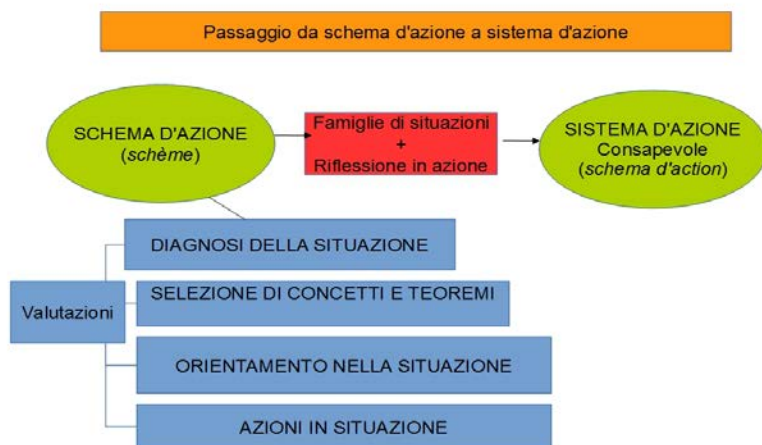 Passaggio da schema d'azione a sistema d'azione
SCHEMA D'AZIONE
(schème)
Famiglie di situazioni
+
Riflessione in azione
SISTEMA D'AZIONE
Consapevole
(schema d'action)
DIAGNOSI DELLA SITUAZIONE
SELEZIONE DI CONCETTI E TEOREMI
Valutazioni
ORIENTAMENTO NELLA SITUAZIONE
AZIONI IN SITUAZIONE